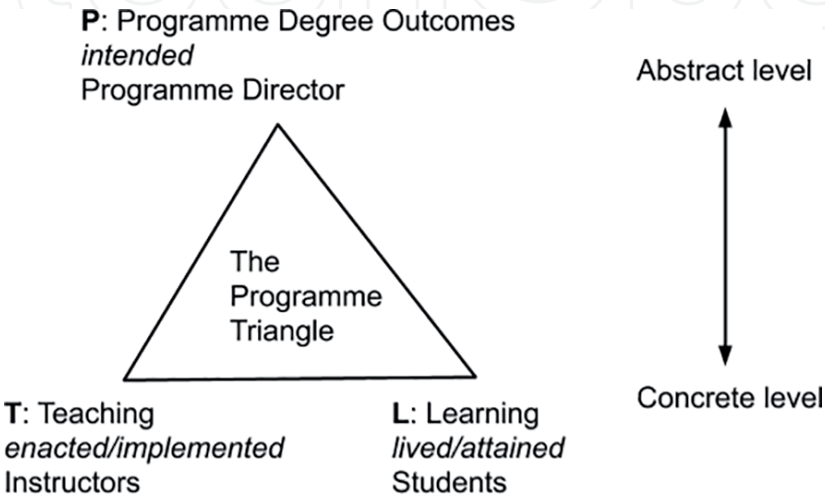 P: Programme Degree Outcomes
intended
Programme Director
Abstract level
The
Programme
Triangle
T: Teaching
enacted/implemented
Instructors
L: Learning
lived/attained
Students
Concrete level